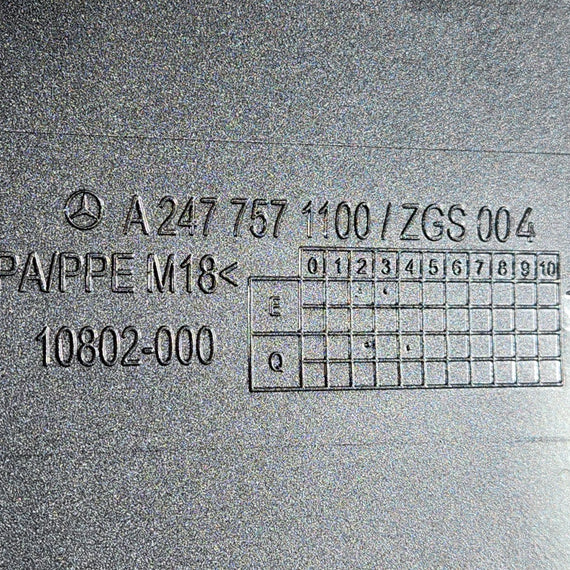 A 247 757 1100 / ZGS 004
PA/PPE M18<
0 1 2 3 4 5 6 7 8 9 10
E
10802-000
Q